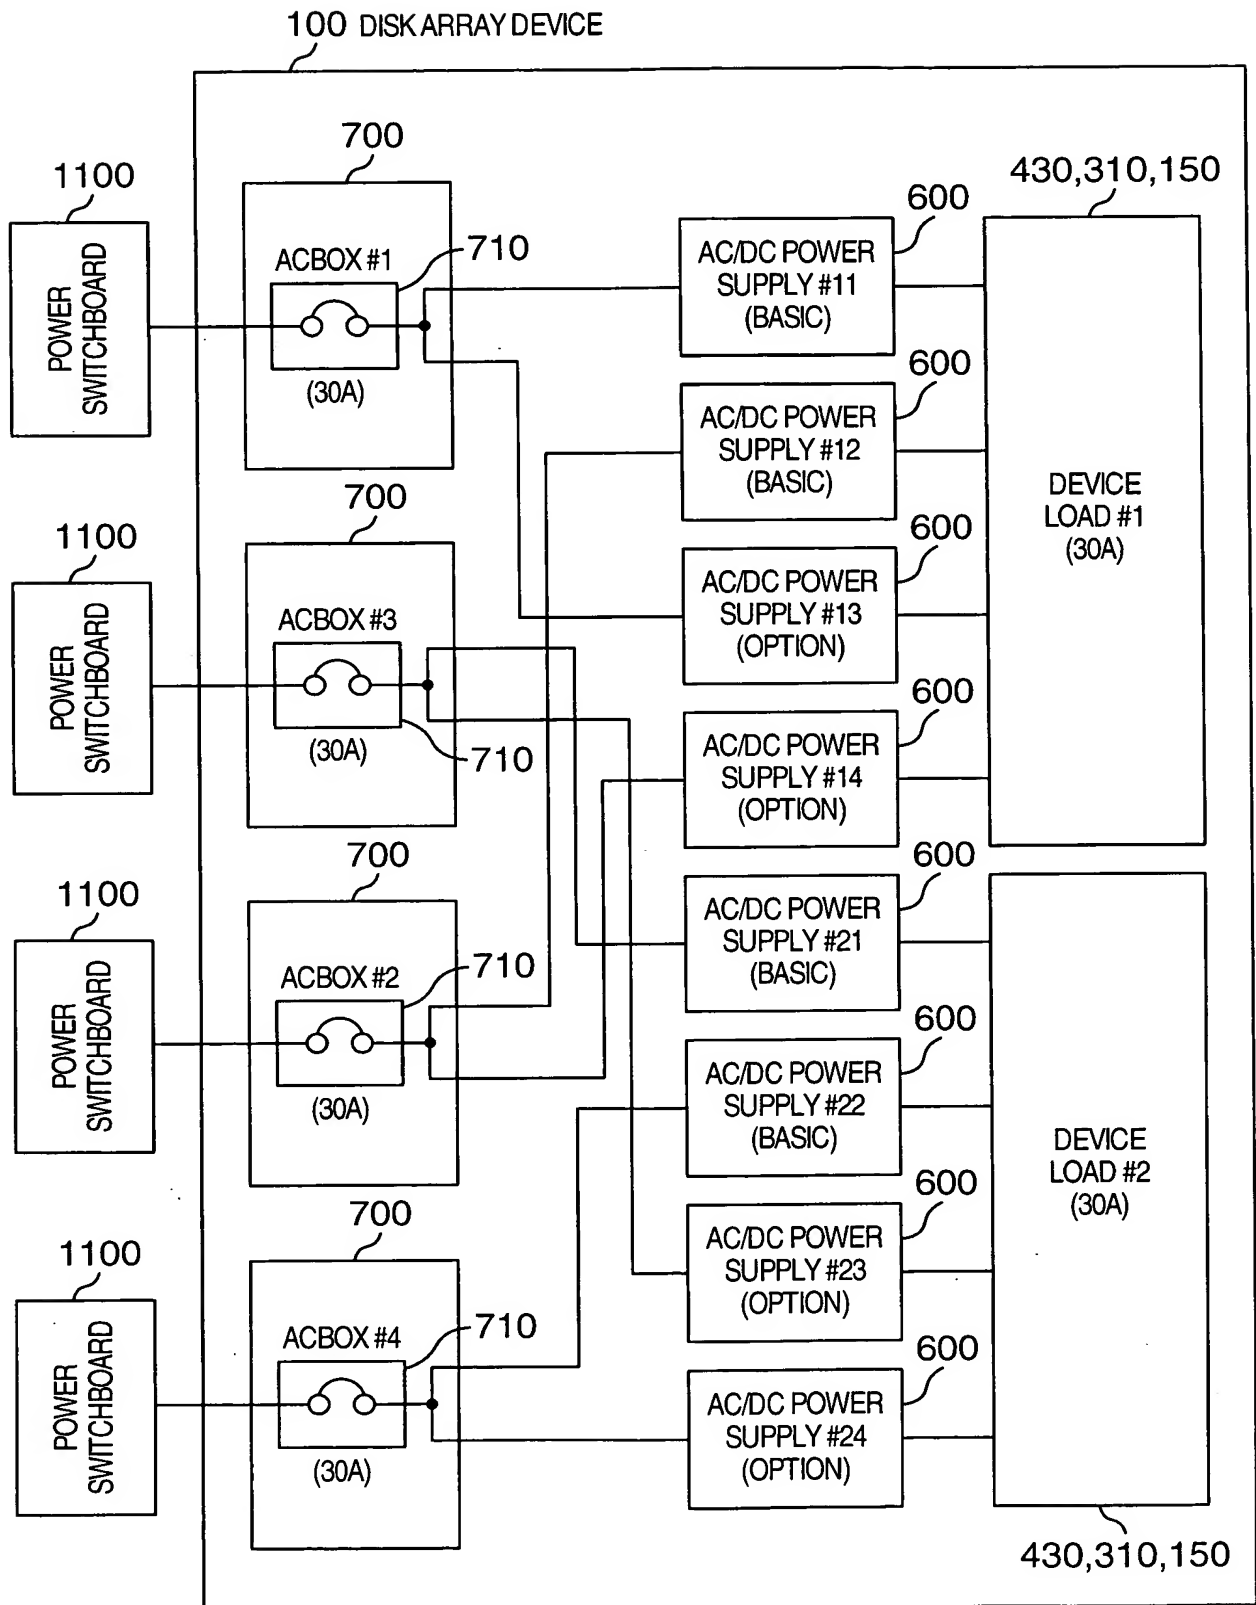 100 DISK ARRAY DEVICE
700
1100
430,310,150
600
POWER
SWITCHBOARD
ACBOX #1
710
(30A)
AC/DC POWER
SUPPLY #11
(BASIC)
600
AC/DC POWER
SUPPLY #12
(BASIC)
DEVICE
LOAD #1
(30A)
700
1100
600
POWER
SWITCHBOARD
ACBOX #3
(30A)
710
AC/DC POWER
SUPPLY #13
(OPTION)
600
AC/DC POWER
SUPPLY #14
(OPTION)
700
1100
600
POWER
SWITCHBOARD
ACBOX #2
710
(30A)
AC/DC POWER
SUPPLY #21
(BASIC)
600
AC/DC POWER
SUPPLY #22
(BASIC)
DEVICE
LOAD #2
(30A)
700
1100
600
POWER
SWITCHBOARD
ACBOX #4
710
(30A)
AC/DC POWER
SUPPLY #23
(OPTION)
600
AC/DC POWER
SUPPLY #24
(OPTION)
430,310,150